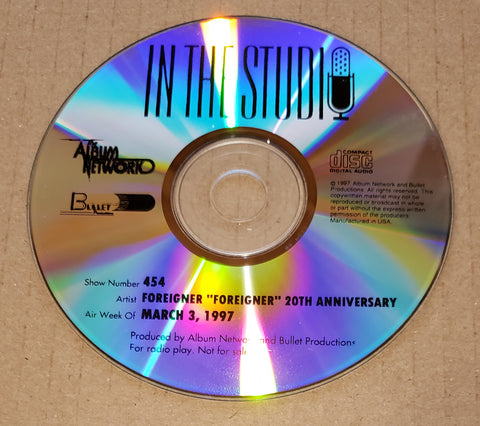 IN THE STUDIO
THE ALBUM
NETWORK
BULLET
COMPACT
disc
DIGITAL AUDIO
℗ 1997 Album Network and Bullet
Productions. All rights reserved. This
copywritten material may not be
reproduced or broadcast in whole
or part without the express written
permission of the producers.
Manufactured in USA.
Show Number 454
Artist FOREIGNER "FOREIGNER" 20TH ANNIVERSARY
Air Week Of MARCH 3, 1997
Produced by Album Network and Bullet Productions
For radio play. Not for sale